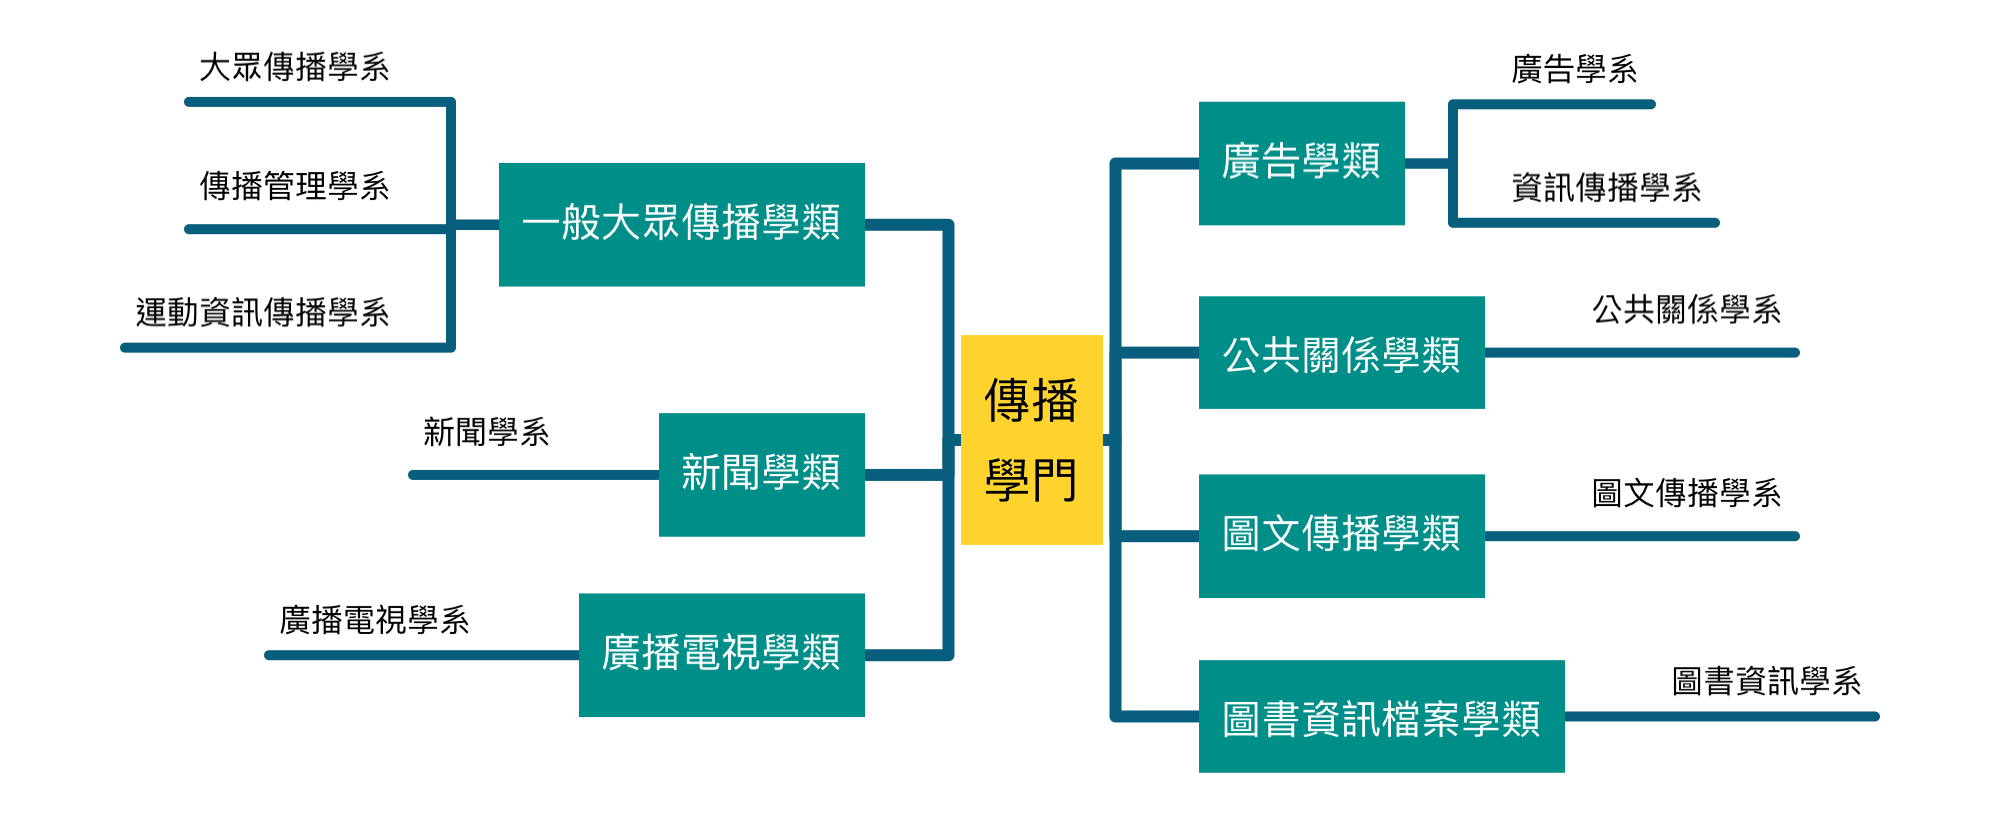 傳播
學門
一般大眾傳播學類
大眾傳播學系
傳播管理學系
運動資訊傳播學系
新聞學類
新聞學系
廣播電視學類
廣播電視學系
廣告學類
廣告學系
資訊傳播學系
公共關係學類
公共關係學系
圖文傳播學類
圖文傳播學系
圖書資訊檔案學類
圖書資訊學系